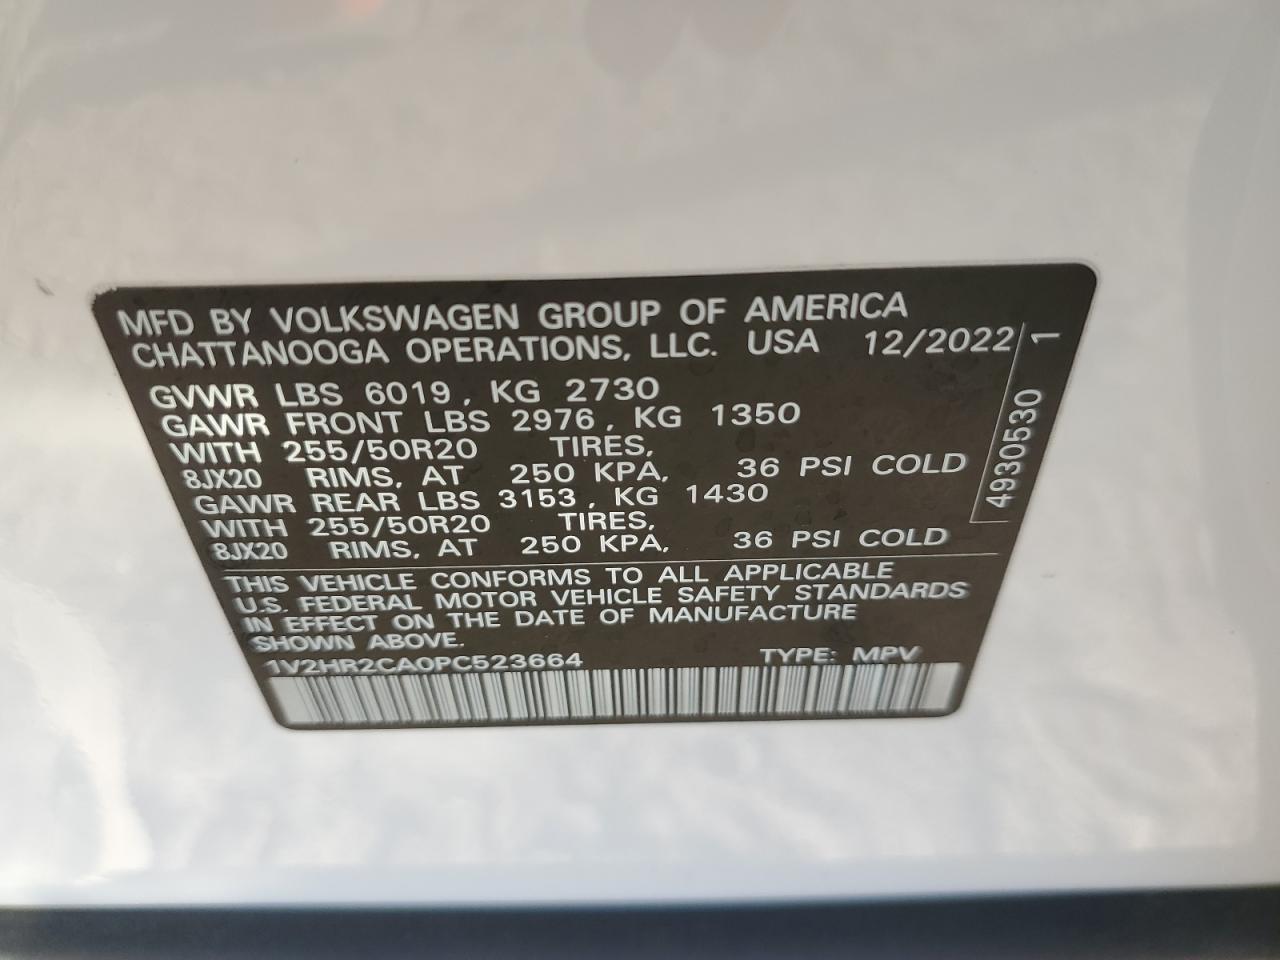 MFD BY VOLKSWAGEN GROUP OF AMERICA
CHATTANOOGA OPERATIONS, LLC. USA 12/2022
GVWR LBS 6019, KG 2730
GAWR FRONT LBS 2976, KG 1350
WITH 255/50R20 TIRES,
8JX20 RIMS, AT 250 KPA, 36 PSI COLD
GAWR REAR LBS 3153, KG 1430
WITH 255/50R20 TIRES,
8JX20 RIMS, AT 250 KPA, 36 PSI COLD
THIS VEHICLE CONFORMS TO ALL APPLICABLE
U.S. FEDERAL MOTOR VEHICLE SAFETY STANDARDS
IN EFFECT ON THE DATE OF MANUFACTURE
SHOWN ABOVE.
1V2HR2CA0PC523664 TYPE: MPV
4930530 1